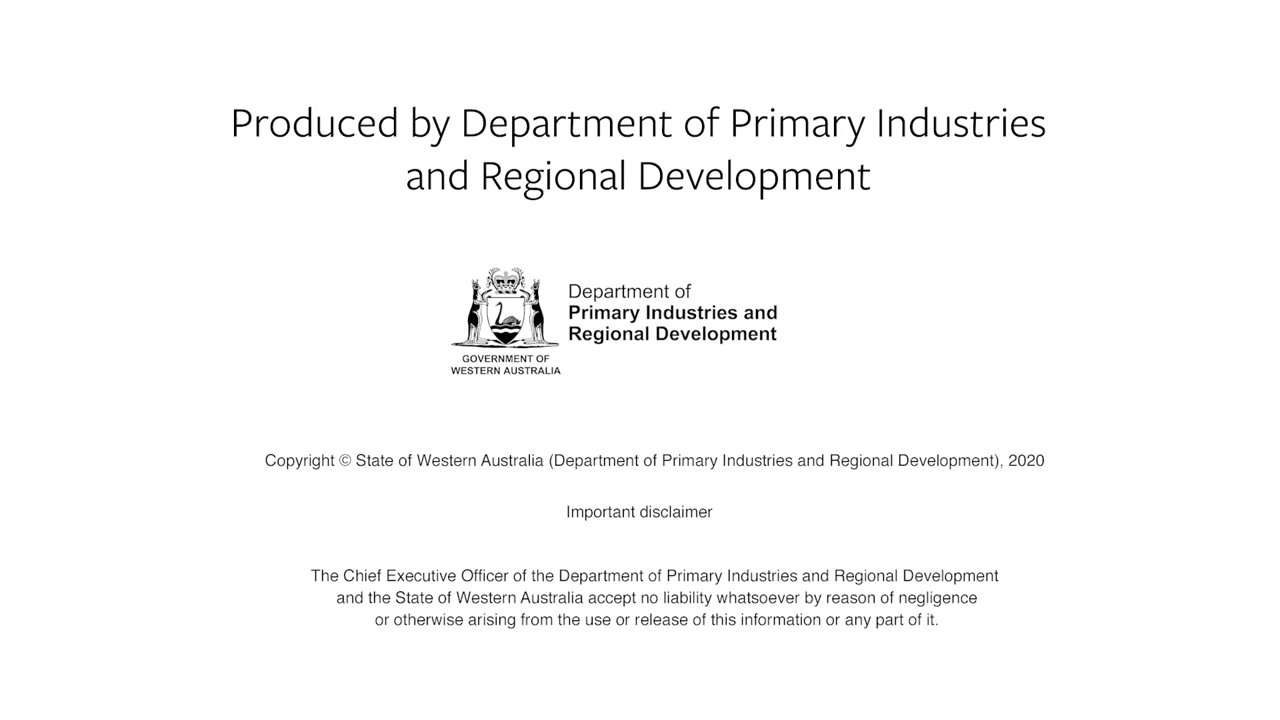 Produced by Department of Primary Industries
and Regional Development
Department of
Primary Industries and
Regional Development
GOVERNMENT OF
WESTERN AUSTRALIA
Copyright © State of Western Australia (Department of Primary Industries and Regional Development), 2020
Important disclaimer
The Chief Executive Officer of the Department of Primary Industries and Regional Development
and the State of Western Australia accept no liability whatsoever by reason of negligence
or otherwise arising from the use or release of this information or any part of it.